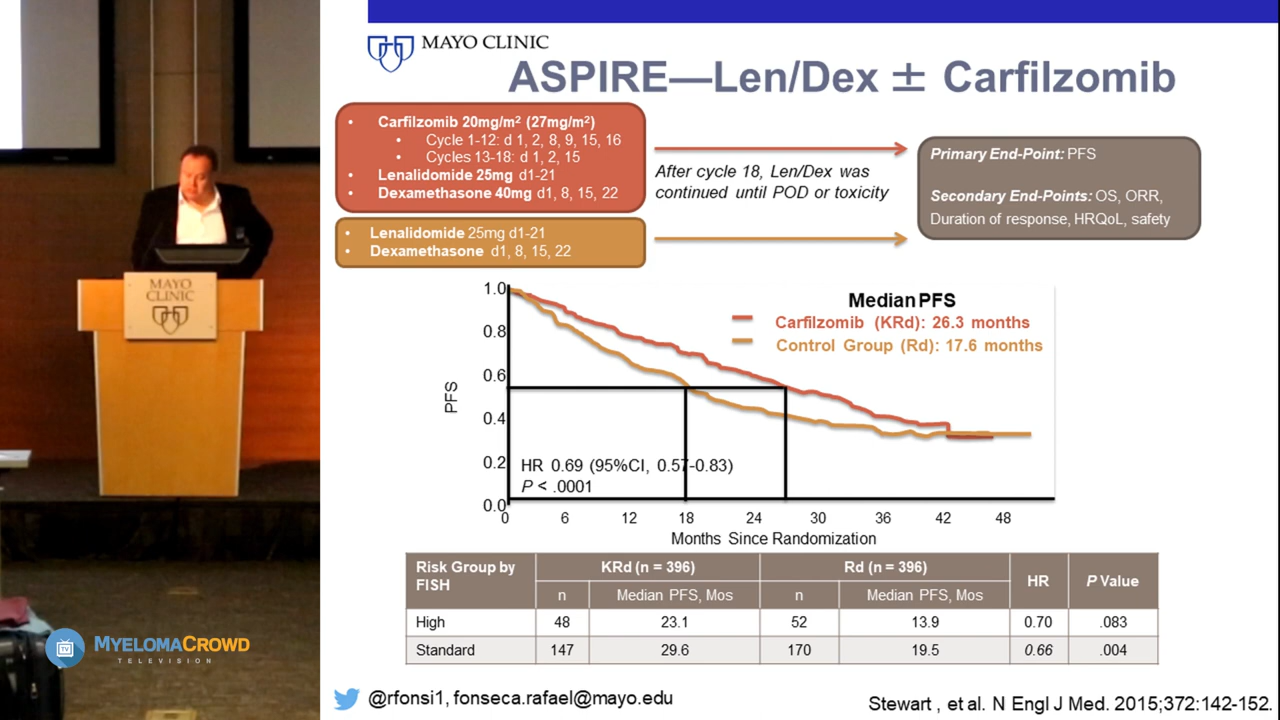 MAYO CLINIC
ASPIRE—Len/Dex ± Carfilzomib
• Carfilzomib 20mg/m² (27mg/m²)
• Cycle 1-12: d 1, 2, 8, 9, 15, 16
• Cycles 13-18: d 1, 2, 15
• Lenalidomide 25mg d1-21
• Dexamethasone 40mg d1, 8, 15, 22
After cycle 18, Len/Dex was
continued until POD or toxicity
Primary End-Point: PFS
Secondary End-Points: OS, ORR,
Duration of response, HRQoL, safety
• Lenalidomide 25mg d1-21
• Dexamethasone d1, 8, 15, 22
MAYO
CLINIC
Median PFS
Carfilzomib (KRd): 26.3 months
Control Group (Rd): 17.6 months
PFS
1.0
0.8
0.6
0.4
0.2
0.0
HR 0.69 (95%CI, 0.57-0.83)
P < .0001
0 6 12 18 24 30 36 42 48
Months Since Randomization
Risk Group by FISH KRd (n = 396) Rd (n = 396) HR P Value
n Median PFS, Mos n Median PFS, Mos
High 48 23.1 52 13.9 0.70 .083
Standard 147 29.6 170 19.5 0.66 .004
TV
MYELOMACROWD
TELEVISION
@rfonsi1, fonseca.rafael@mayo.edu
Stewart , et al. N Engl J Med. 2015;372:142-152.